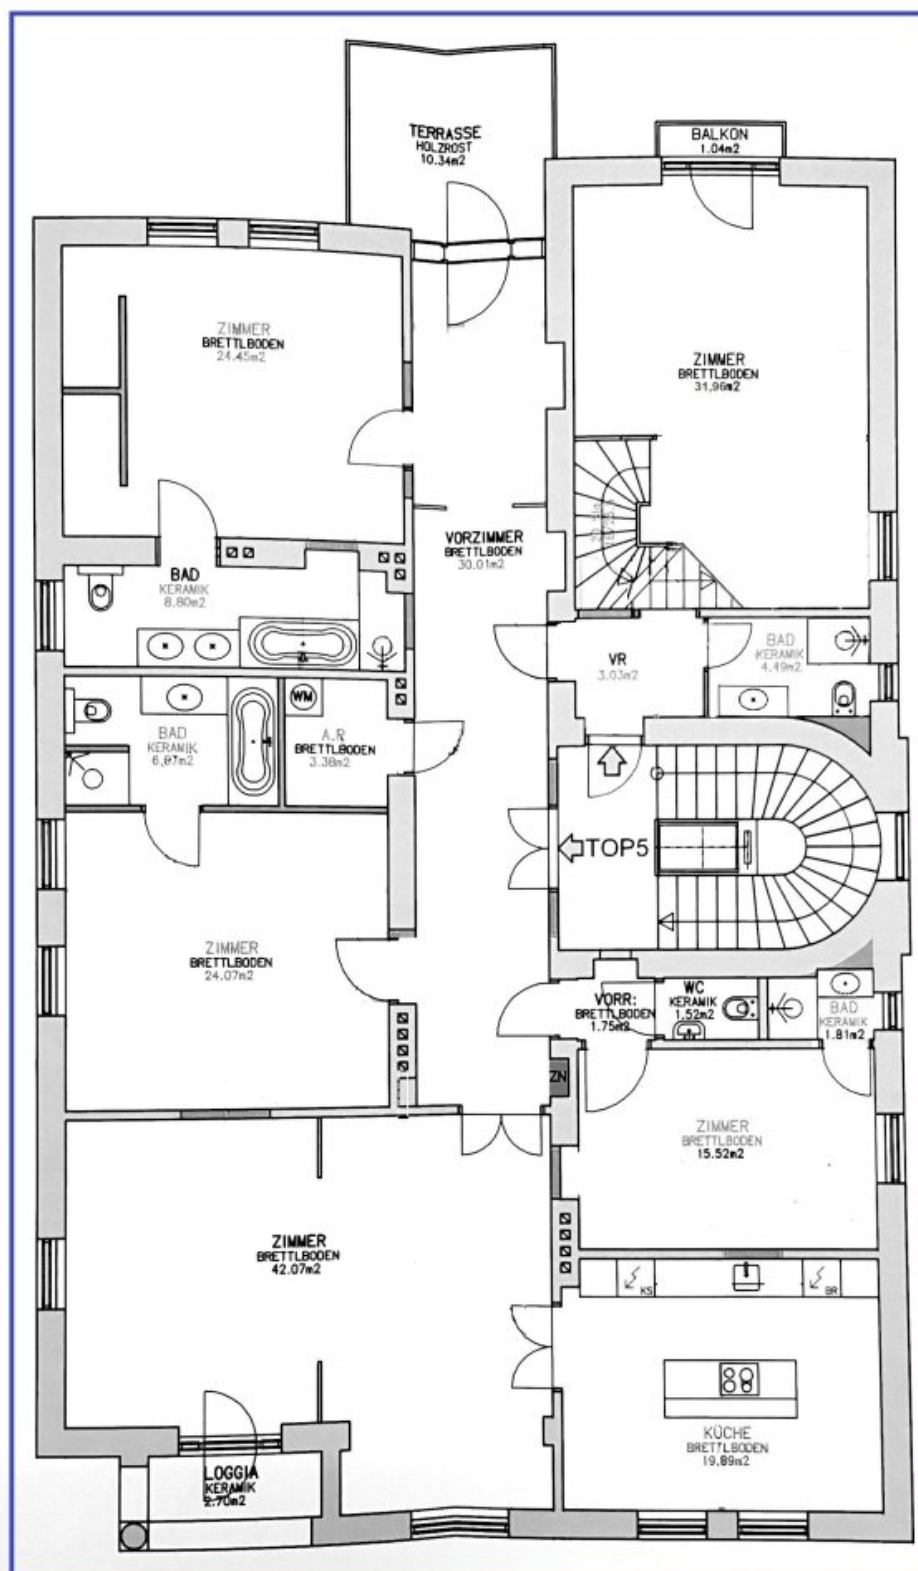 TERRASSE
HOLZROST
10.34m2
BALKON
1.04m2
ZIMMER
BRETTLBODEN
24.45m2
ZIMMER
BRETTLBODEN
31,96m2
VORZIMMER
BRETTLBODEN
30.01m2
BAD
KERAMIK
8.80m2
VR
3.03m2
BAD
KERAMIK
4.49m2
WM
BAD
KERAMIK
6,87m2
A.R
BRETTLBODEN
3.38m2
TOP5
ZIMMER
BRETTLBODEN
24.07m2
VORR:
BRETTLBODEN
1.75m2
WC
KERAMIK
1.52m2
BAD
KERAMIK
1.81m2
ZN
ZIMMER
BRETTLBODEN
15.52m2
ZIMMER
BRETTLBODEN
42.07m2
KS
BR
KÜCHE
BRETTLBODEN
19.89m2
LOGGIA
KERAMIK
2.70m2